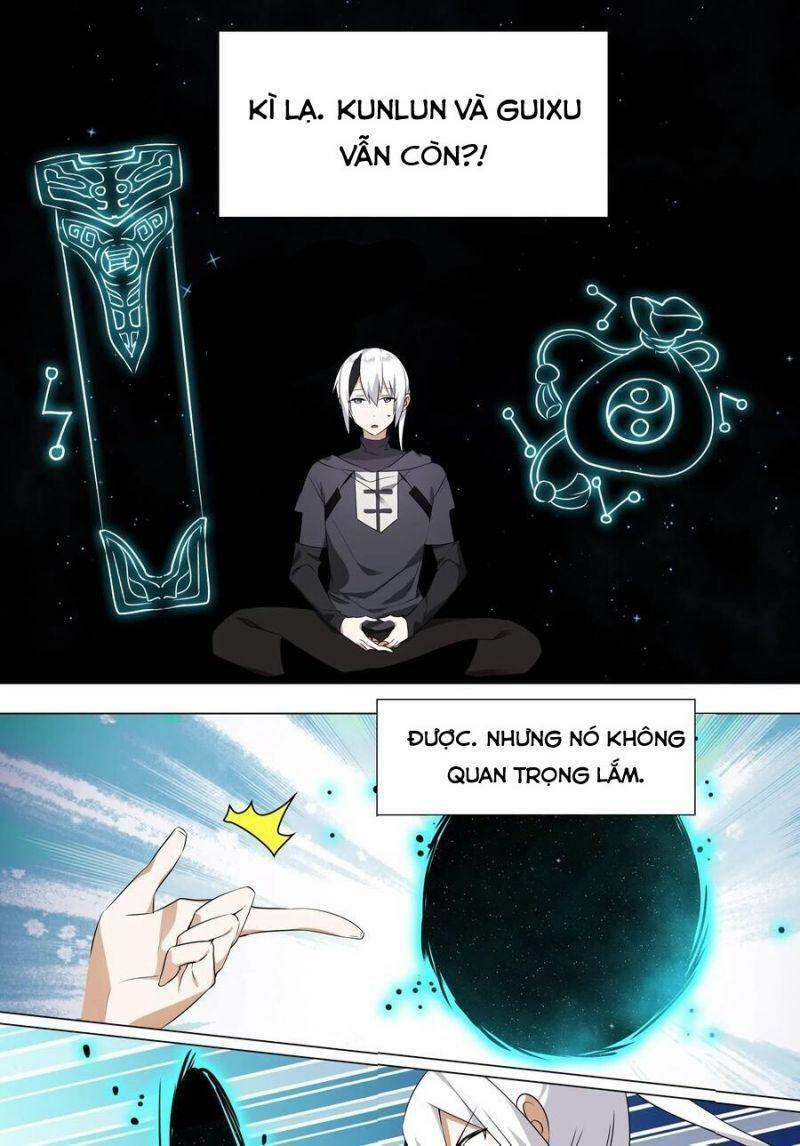 KÌ LẠ. KUNLUN VÀ GUIXU
VẪN CÒN?!
ĐƯỢC. NHƯNG NÓ KHÔNG
QUAN TRỌNG LẮM.